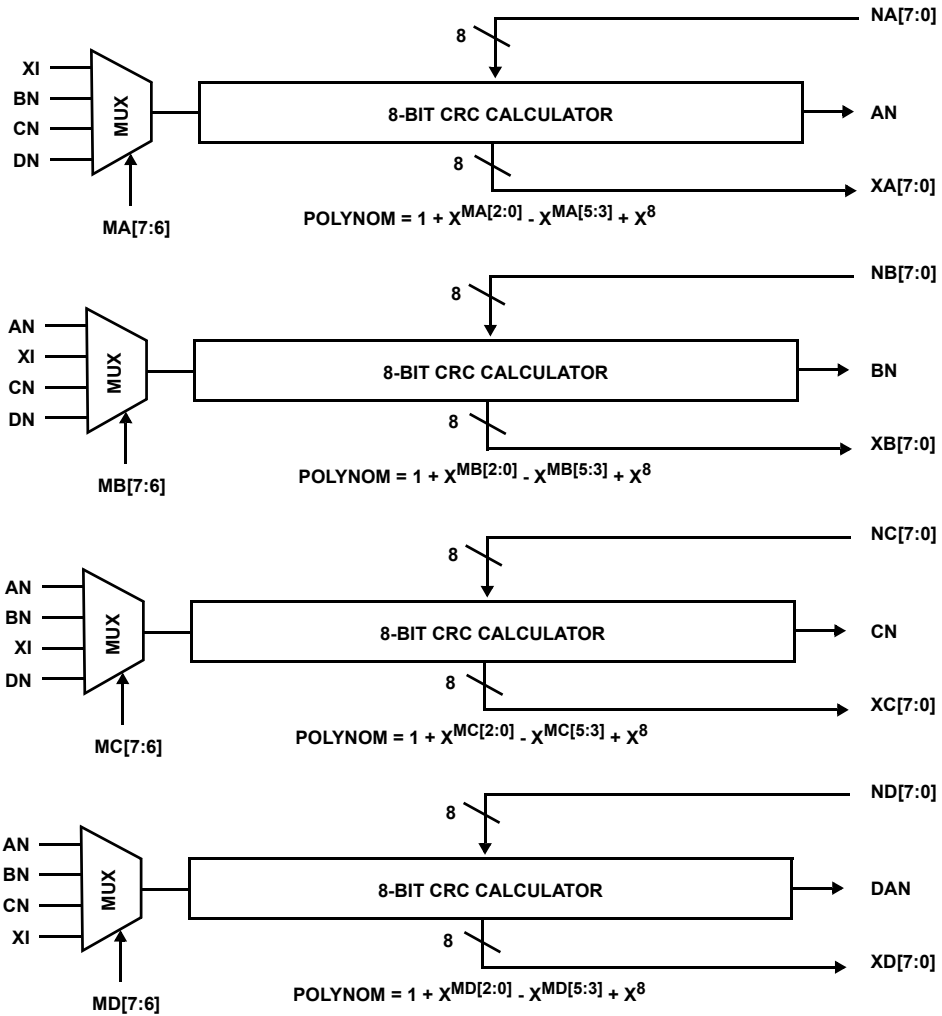 NA[7:0]
8
XI
BN
CN
DN
MUX
8-BIT CRC CALCULATOR
AN
8
XA[7:0]
MA[7:6]
POLYNOM = 1 + X^MA[2:0] - X^MA[5:3] + X^8
NB[7:0]
8
AN
XI
CN
DN
MUX
8-BIT CRC CALCULATOR
BN
8
XB[7:0]
MB[7:6]
POLYNOM = 1 + X^MB[2:0] - X^MB[5:3] + X^8
NC[7:0]
8
AN
BN
XI
DN
MUX
8-BIT CRC CALCULATOR
CN
8
XC[7:0]
MC[7:6]
POLYNOM = 1 + X^MC[2:0] - X^MC[5:3] + X^8
ND[7:0]
8
AN
BN
CN
XI
MUX
8-BIT CRC CALCULATOR
DAN
8
XD[7:0]
MD[7:6]
POLYNOM = 1 + X^MD[2:0] - X^MD[5:3] + X^8